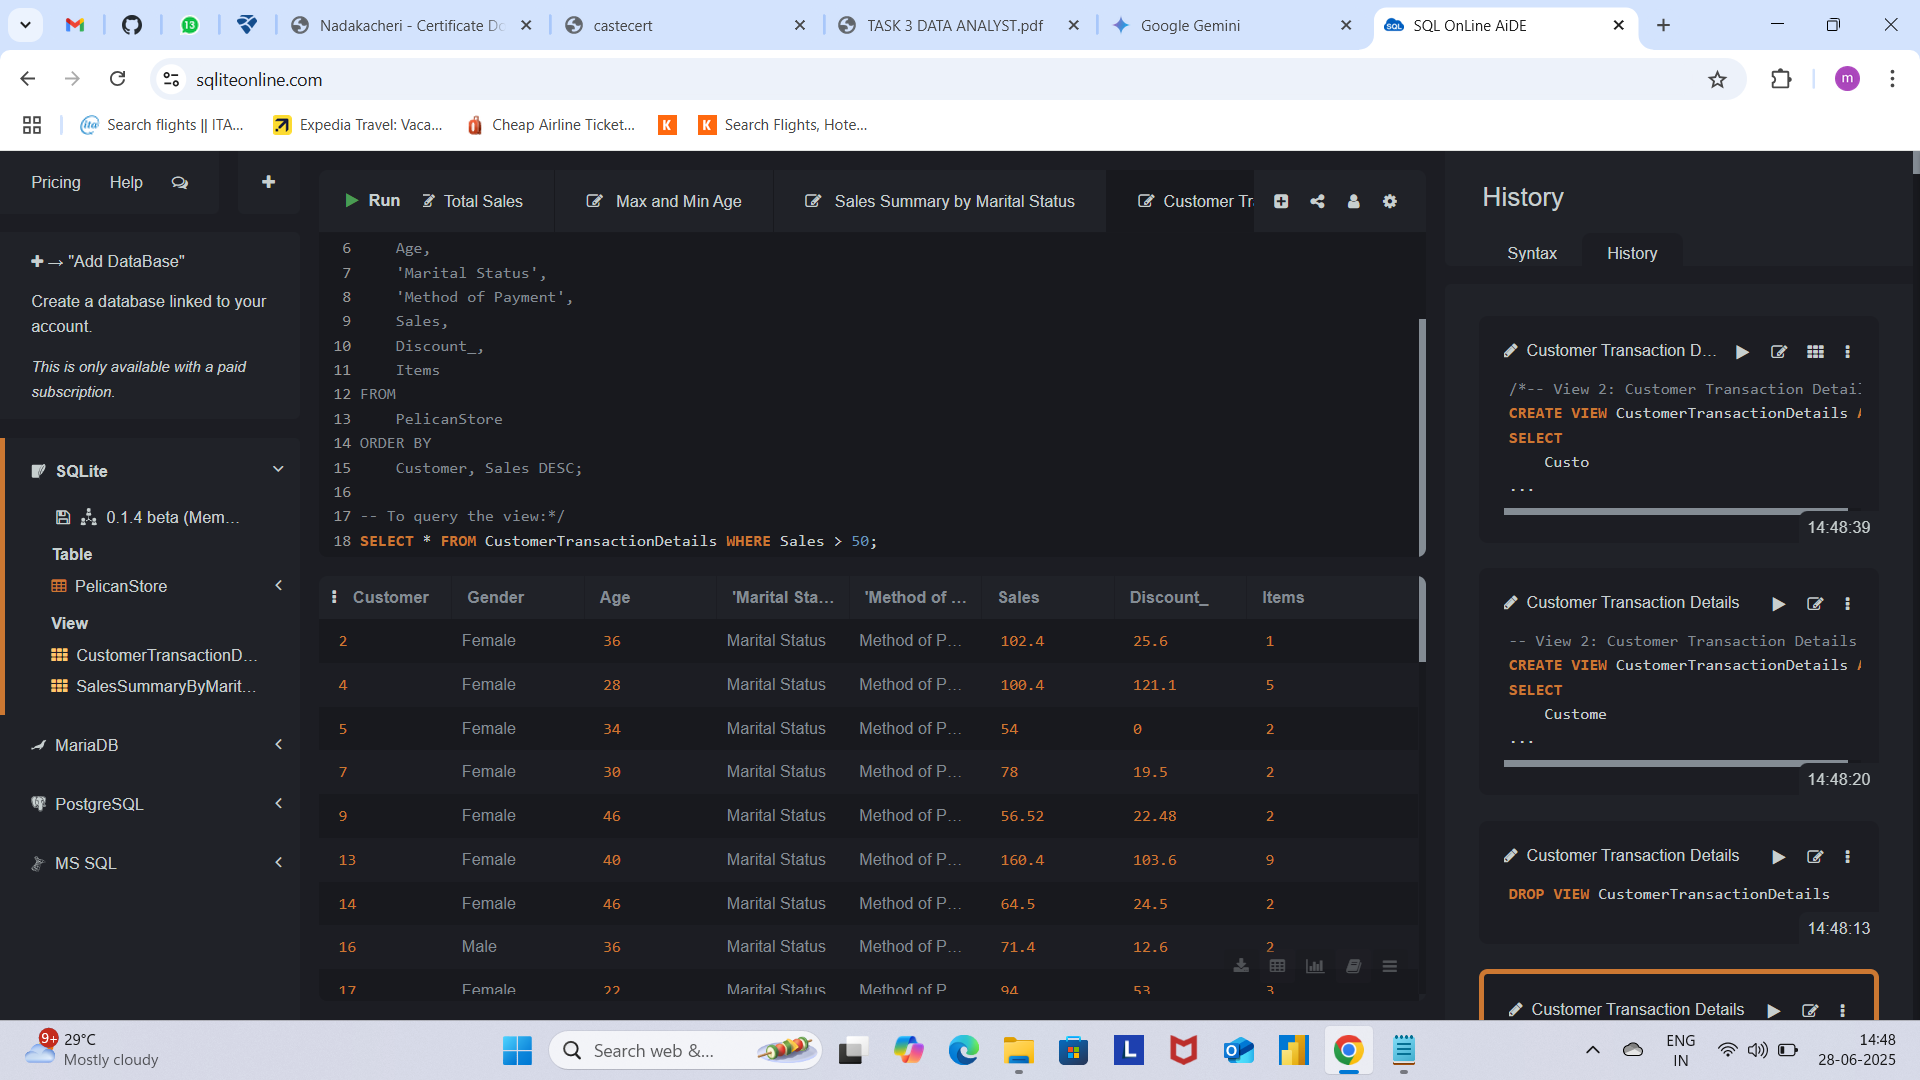 13
Nadakacheri - Certificate Do
castecert
TASK 3 DATA ANALYST.pdf
Google Gemini
SQL
SQL OnLine AiDE
sqliteonline.com
m
ita
Search flights || ITA...
Expedia Travel: Vaca...
Cheap Airline Ticket...
K
K
Search Flights, Hote...
Pricing
Help
"Add DataBase"
Create a database linked to your
account.
This is only available with a paid
subscription.
SQLite
0.1.4 beta (Mem...
Table
PelicanStore
View
CustomerTransactionD...
SalesSummaryByMarit...
MariaDB
PostgreSQL
MS SQL
Run
Total Sales
Max and Min Age
Sales Summary by Marital Status
Customer Tra
6 Age,
7 'Marital Status',
8 'Method of Payment',
9 Sales,
10 Discount_,
11 Items
12 FROM
13 PelicanStore
14 ORDER BY
15 Customer, Sales DESC;
16
17 -- To query the view:*/
18 SELECT * FROM CustomerTransactionDetails WHERE Sales > 50;
Customer Gender Age 'Marital Sta... 'Method of ... Sales Discount_ Items
2 Female 36 Marital Status Method of P... 102.4 25.6 1
4 Female 28 Marital Status Method of P... 100.4 121.1 5
5 Female 34 Marital Status Method of P... 54 0 2
7 Female 30 Marital Status Method of P... 78 19.5 2
9 Female 46 Marital Status Method of P... 56.52 22.48 2
13 Female 40 Marital Status Method of P... 160.4 103.6 9
14 Female 46 Marital Status Method of P... 64.5 24.5 2
16 Male 36 Marital Status Method of P... 71.4 12.6 2
17 Female 22 Marital Status Method of P 94 53 3
History
Syntax
History
Customer Transaction D...
/*-- View 2: Customer Transaction Detail
CREATE VIEW CustomerTransactionDetails A
SELECT
Custo
...
14:48:39
Customer Transaction Details
-- View 2: Customer Transaction Details
CREATE VIEW CustomerTransactionDetails A
SELECT
Custome
...
14:48:20
Customer Transaction Details
DROP VIEW CustomerTransactionDetails
14:48:13
Customer Transaction Details
9+
29°C
Mostly cloudy
Search web &...
L
ENG
IN
14:48
28-06-2025